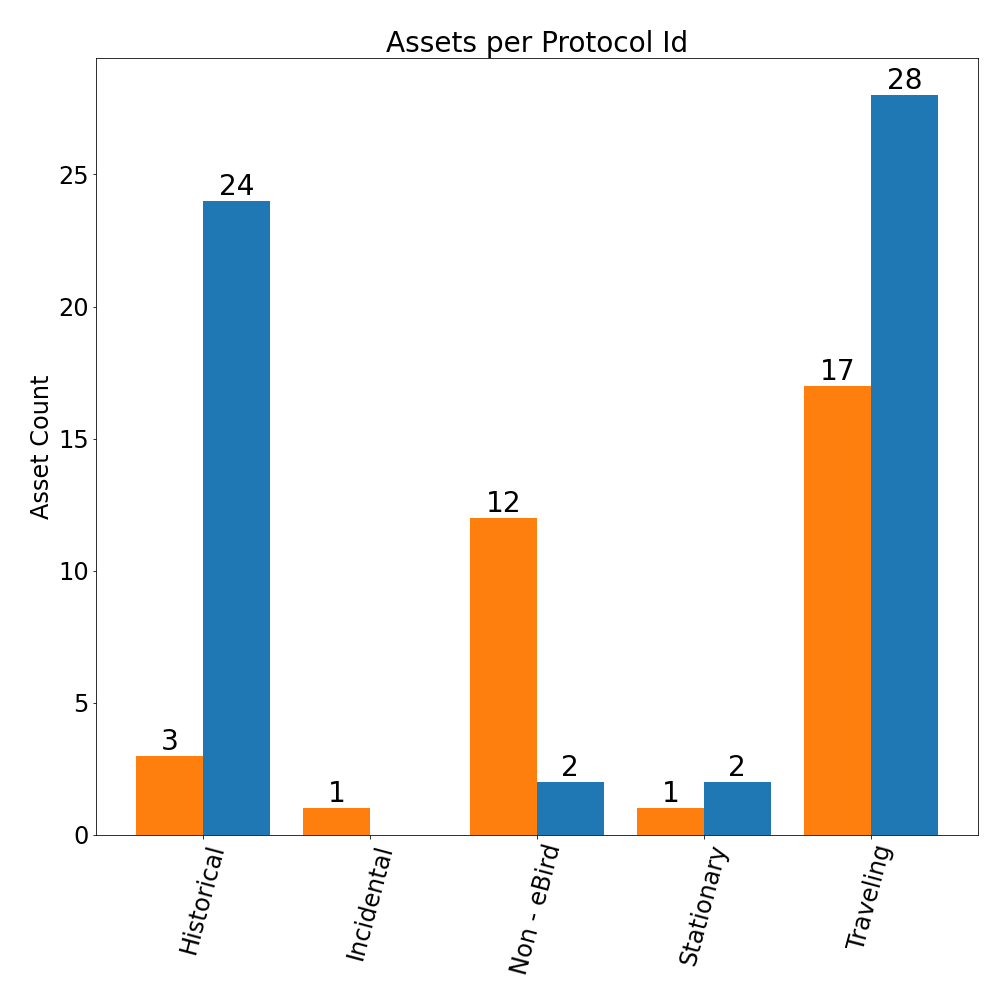 Assets per Protocol Id
Asset Count
25
20
15
10
5
0
3
24
1
12
2
1
2
17
28
Historical
Incidental
Non - eBird
Stationary
Traveling